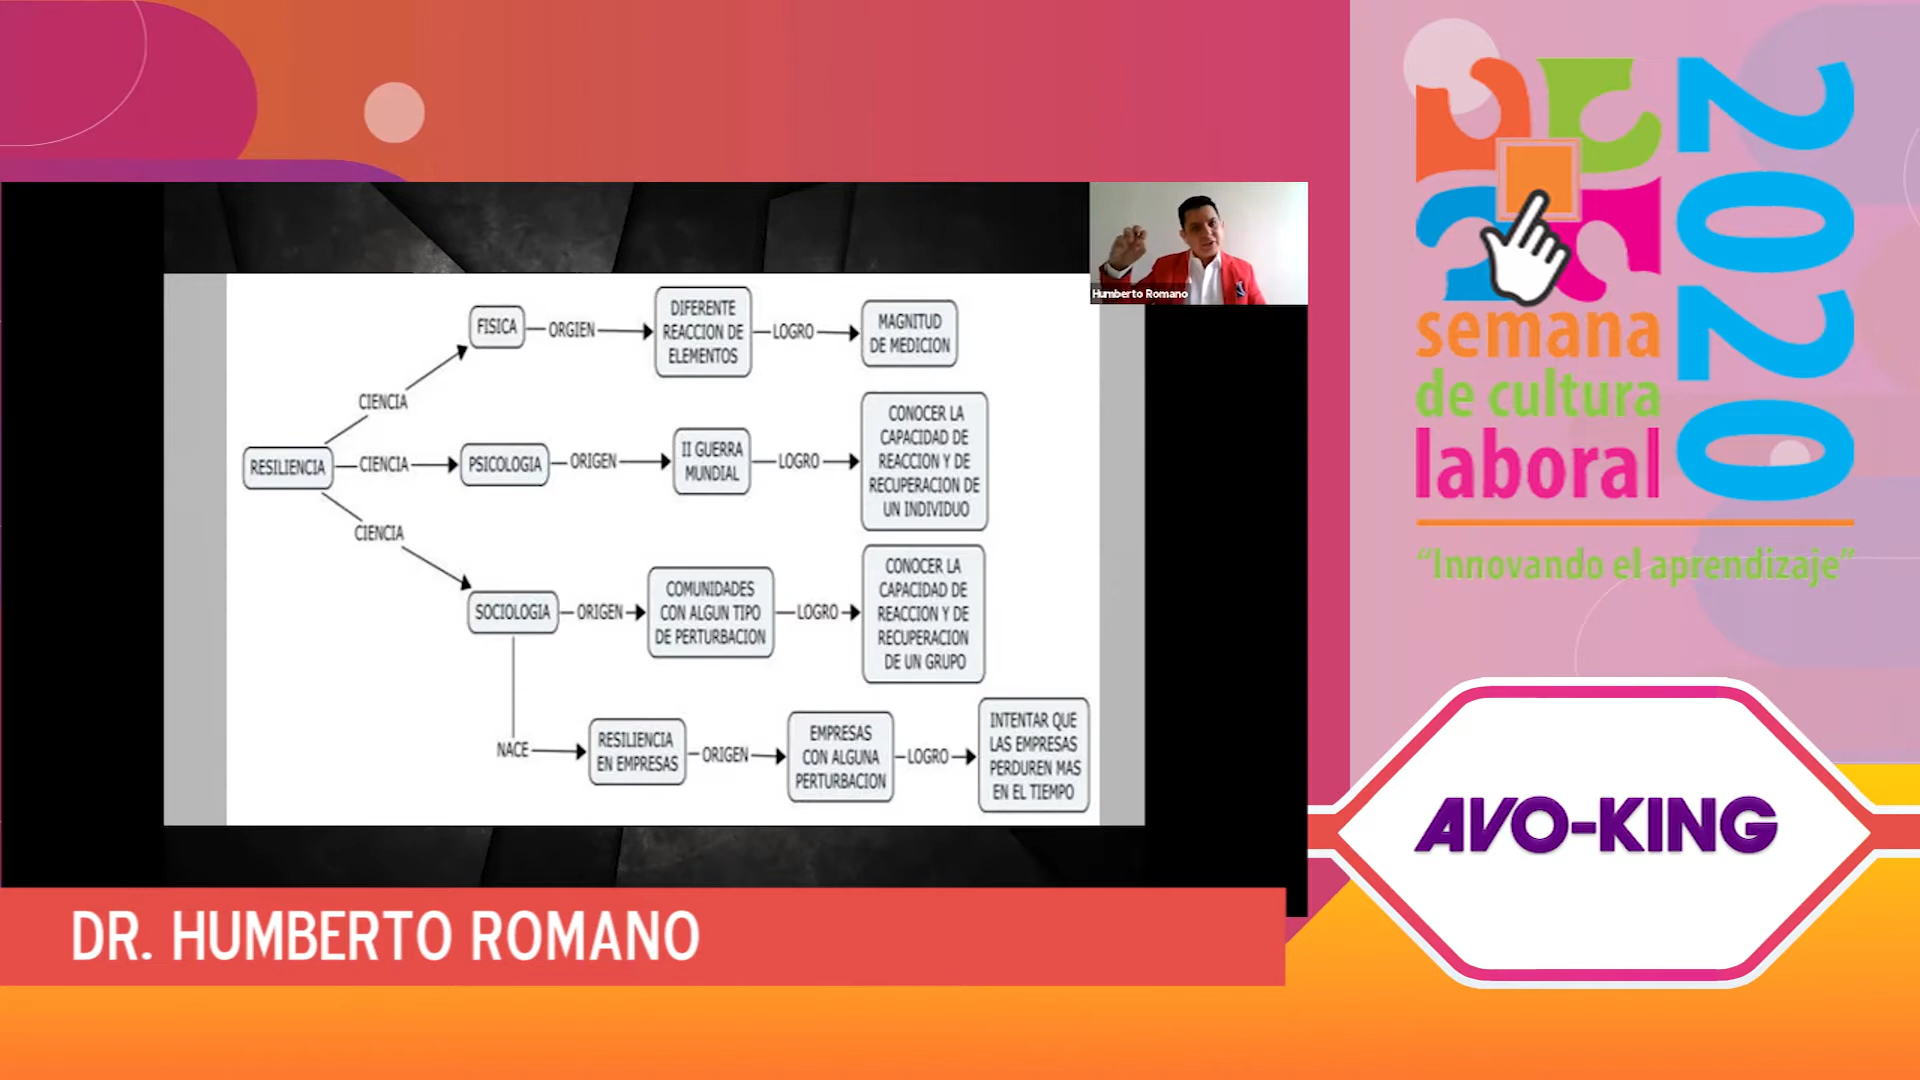 Humberto Romano
FISICA
ORGIEN
DIFERENTE
REACCION DE
ELEMENTOS
LOGRO
MAGNITUD
DE MEDICION
CIENCIA
RESILIENCIA
CIENCIA
PSICOLOGIA
ORIGEN
II GUERRA
MUNDIAL
LOGRO
CONOCER LA
CAPACIDAD DE
REACCION Y DE
RECUPERACION DE
UN INDIVIDUO
CIENCIA
SOCIOLOGIA
ORIGEN
COMUNIDADES
CON ALGUN TIPO
DE PERTURBACION
LOGRO
CONOCER LA
CAPACIDAD DE
REACCION Y DE
RECUPERACION
DE UN GRUPO
NACE
RESILIENCIA
EN EMPRESAS
ORIGEN
EMPRESAS
CON ALGUNA
PERTURBACION
LOGRO
INTENTAR QUE
LAS EMPRESAS
PERDUREN MAS
EN EL TIEMPO
DR. HUMBERTO ROMANO
semana
de cultura
laboral
2020
"Innovando el aprendizaje"
AVO-KING